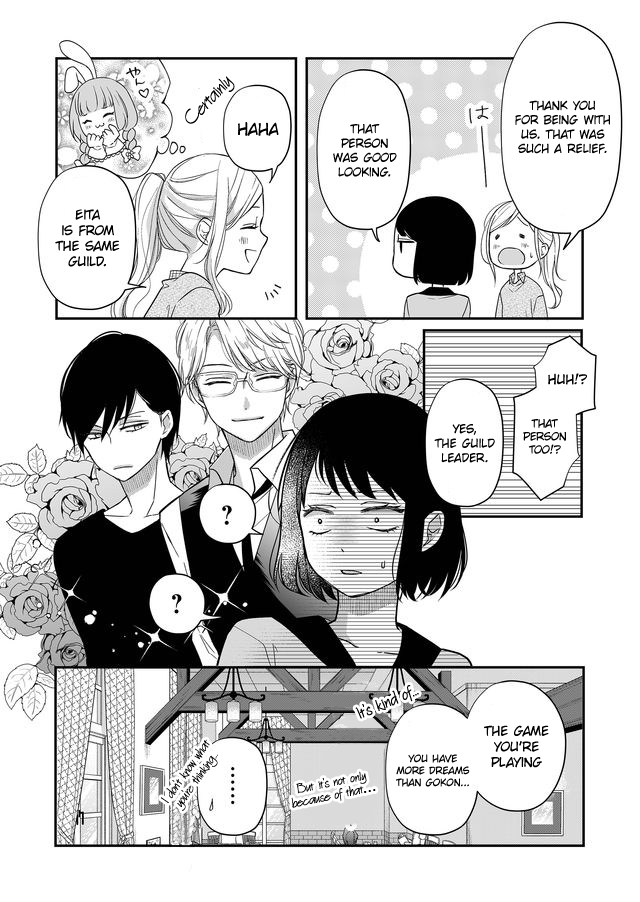 THANK YOU
FOR BEING WITH
US. THAT WAS
SUCH A RELIEF.
は
THAT
PERSON
WAS GOOD
LOOKING.
HAHA
Certainly
やん♡
EITA
IS FROM
THE SAME
GUILD.
HUH!?
THAT
PERSON
TOO!?
YES,
THE GUILD
LEADER.
?
?
THE GAME
YOU'RE
PLAYING
It's kind of...
YOU HAVE
MORE DREAMS
THAN GOKON...
But it's not only
because of that...
......
I don't know what
you're thinking.